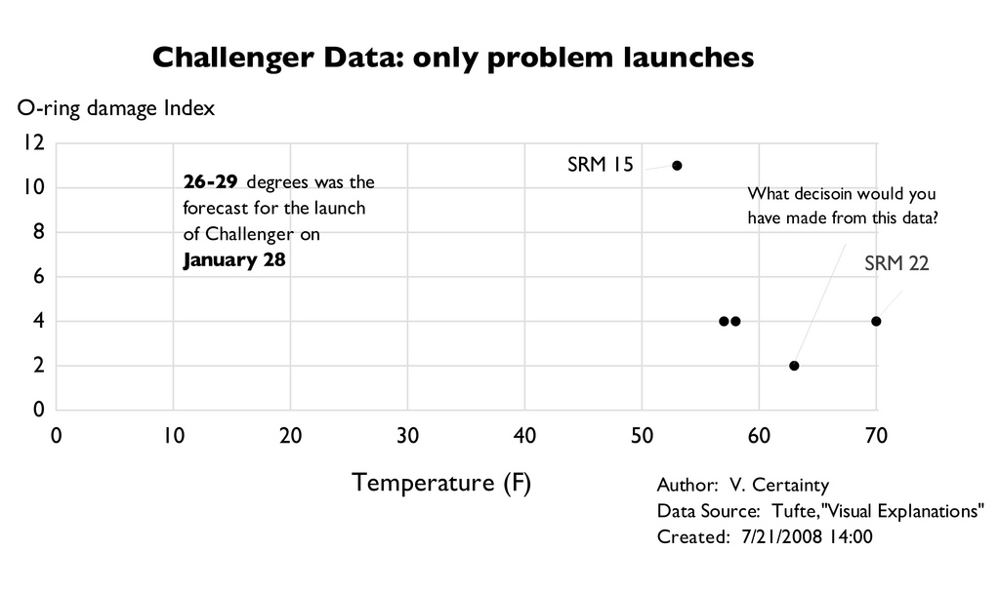 Challenger Data: only problem launches
O-ring damage Index
12
10
8
6
4
2
0
26-29 degrees was the
forecast for the launch
of Challenger on
January 28
SRM 15
What decisoin would you
have made from this data?
SRM 22
0 10 20 30 40 50 60 70
Temperature (F)
Author: V. Certainty
Data Source: Tufte,"Visual Explanations"
Created: 7/21/2008 14:00